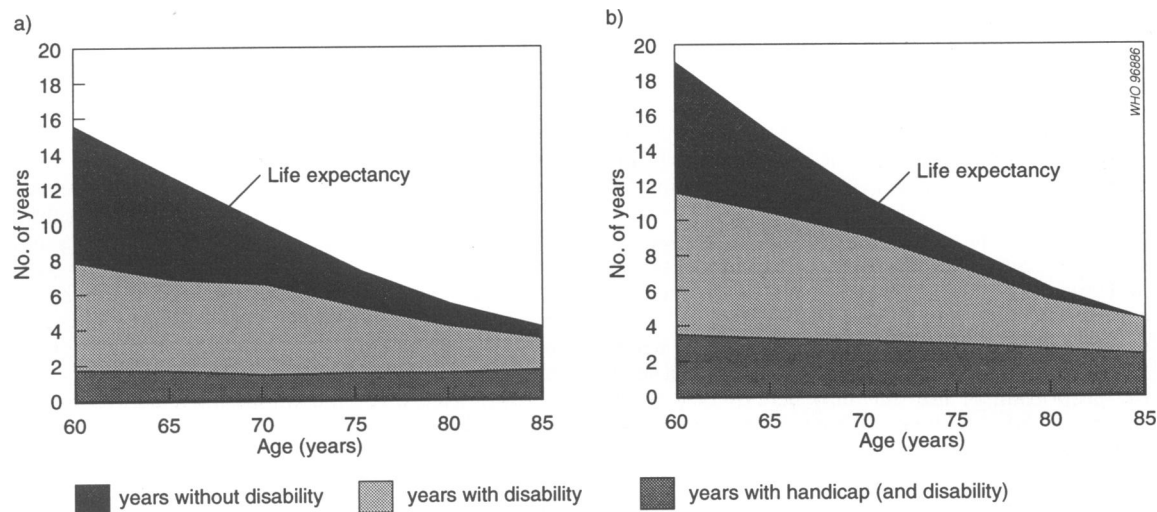 a)
20
18
16
14
12
10
8
6
4
2
0
No. of years
Life expectancy
60 65 70 75 80 85
Age (years)
b)
20
18
16
14
12
10
8
6
4
2
0
No. of years
Life expectancy
WHO 96886
60 65 70 75 80 85
Age (years)
years without disability years with disability years with handicap (and disability)